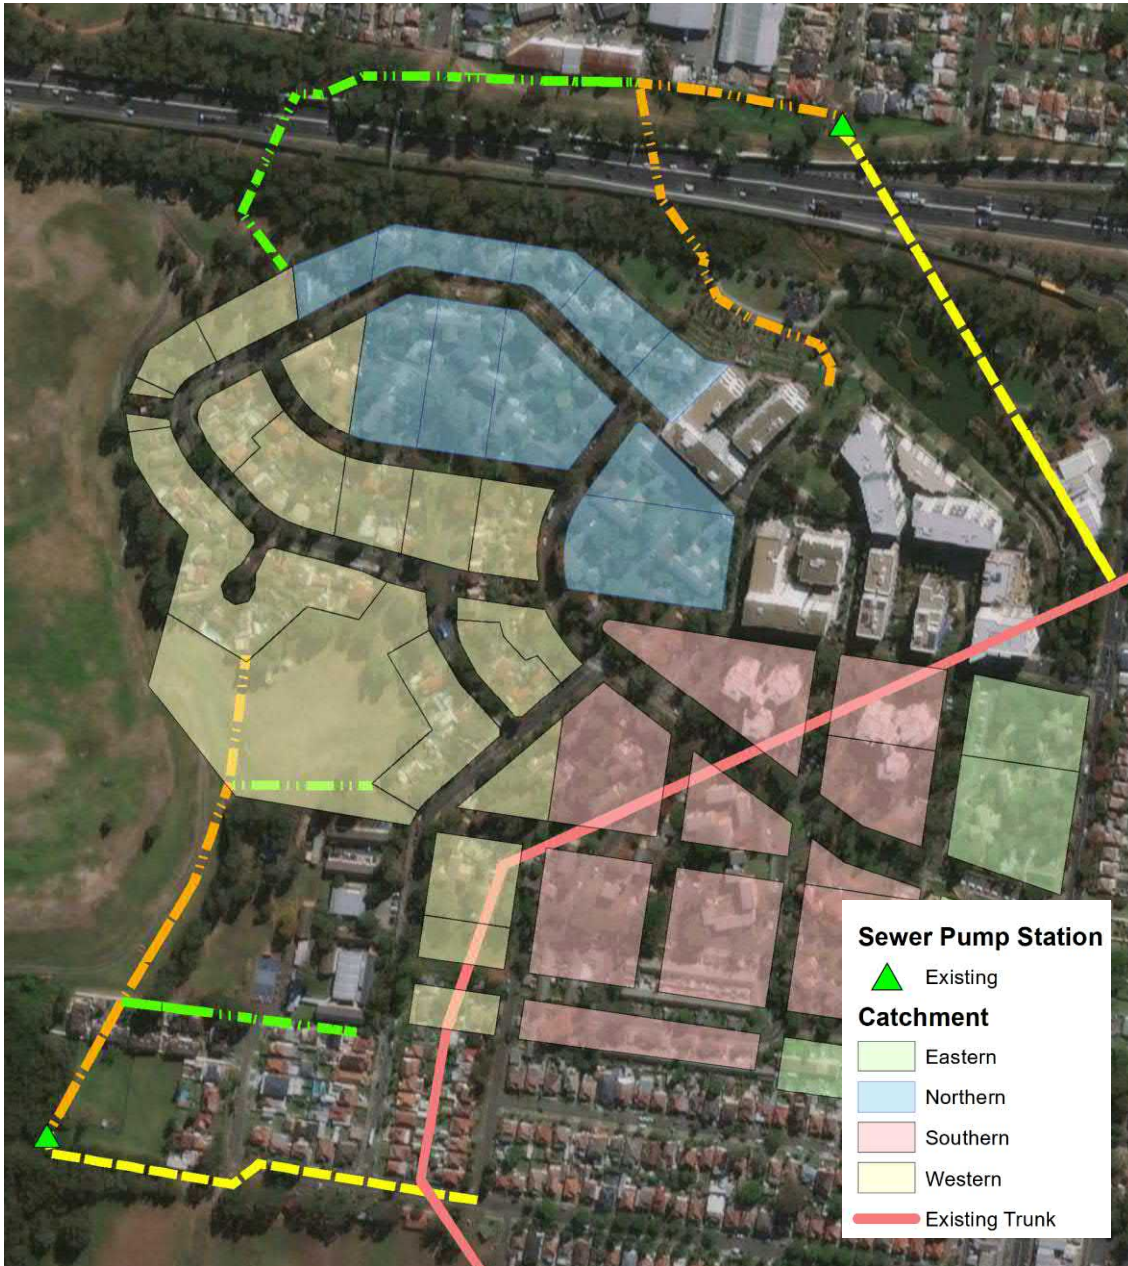 Sewer Pump Station
Existing
Catchment
Eastern
Northern
Southern
Western
Existing Trunk